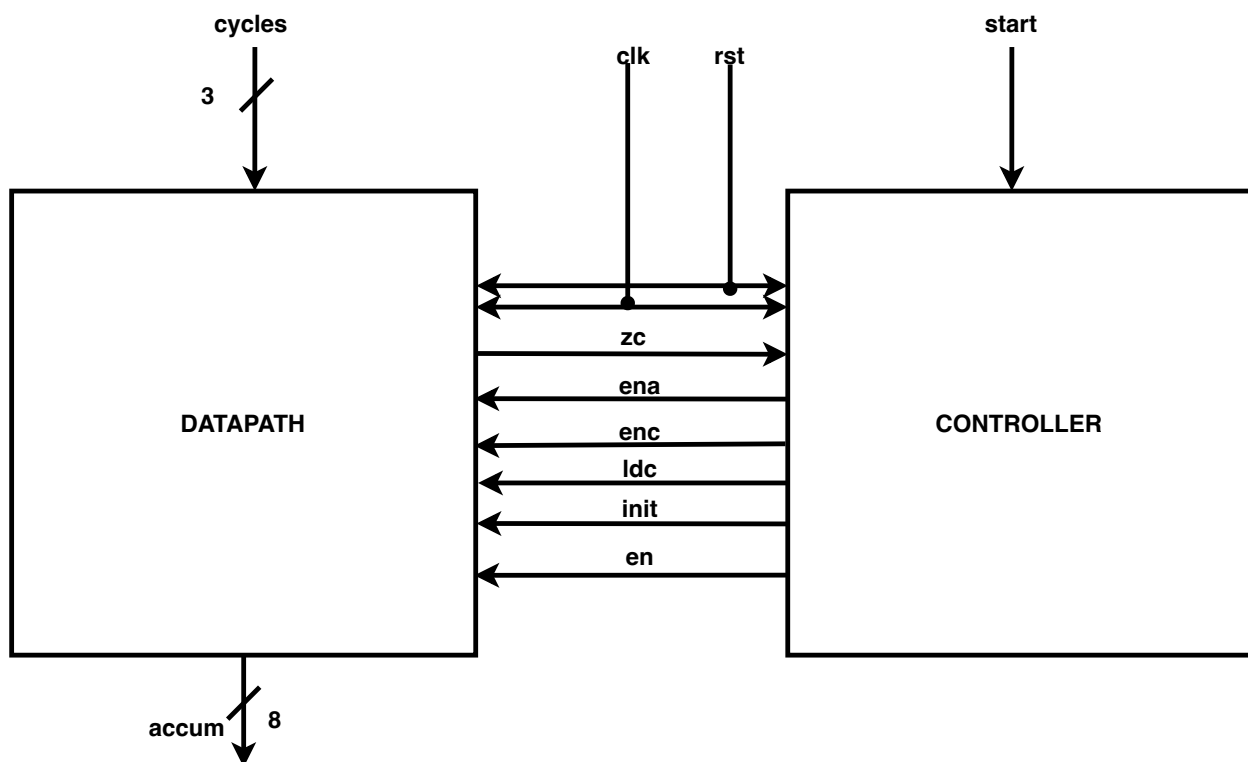 cycles
start
clk
rst
3
zc
ena
DATAPATH
CONTROLLER
enc
ldc
init
en
accum
8